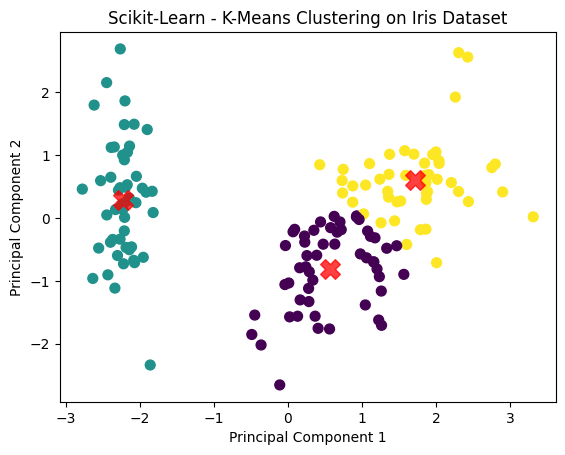 Scikit-Learn - K-Means Clustering on Iris Dataset
2
1
0
−1
−2
Principal Component 2
−3 −2 −1 0 1 2 3
Principal Component 1